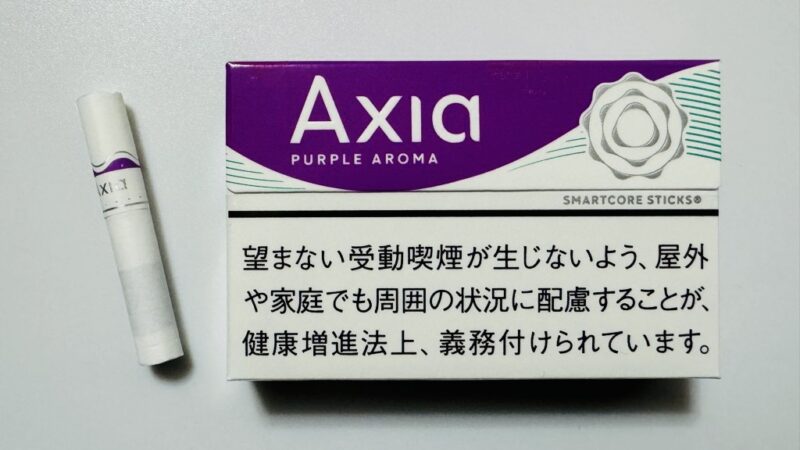 Axia
PURPLE AROMA
SMARTCORE STICKS®
望まない受動喫煙が生じないよう、屋外
や家庭でも周囲の状況に配慮することが、
健康増進法上、義務付けられています。
Axia